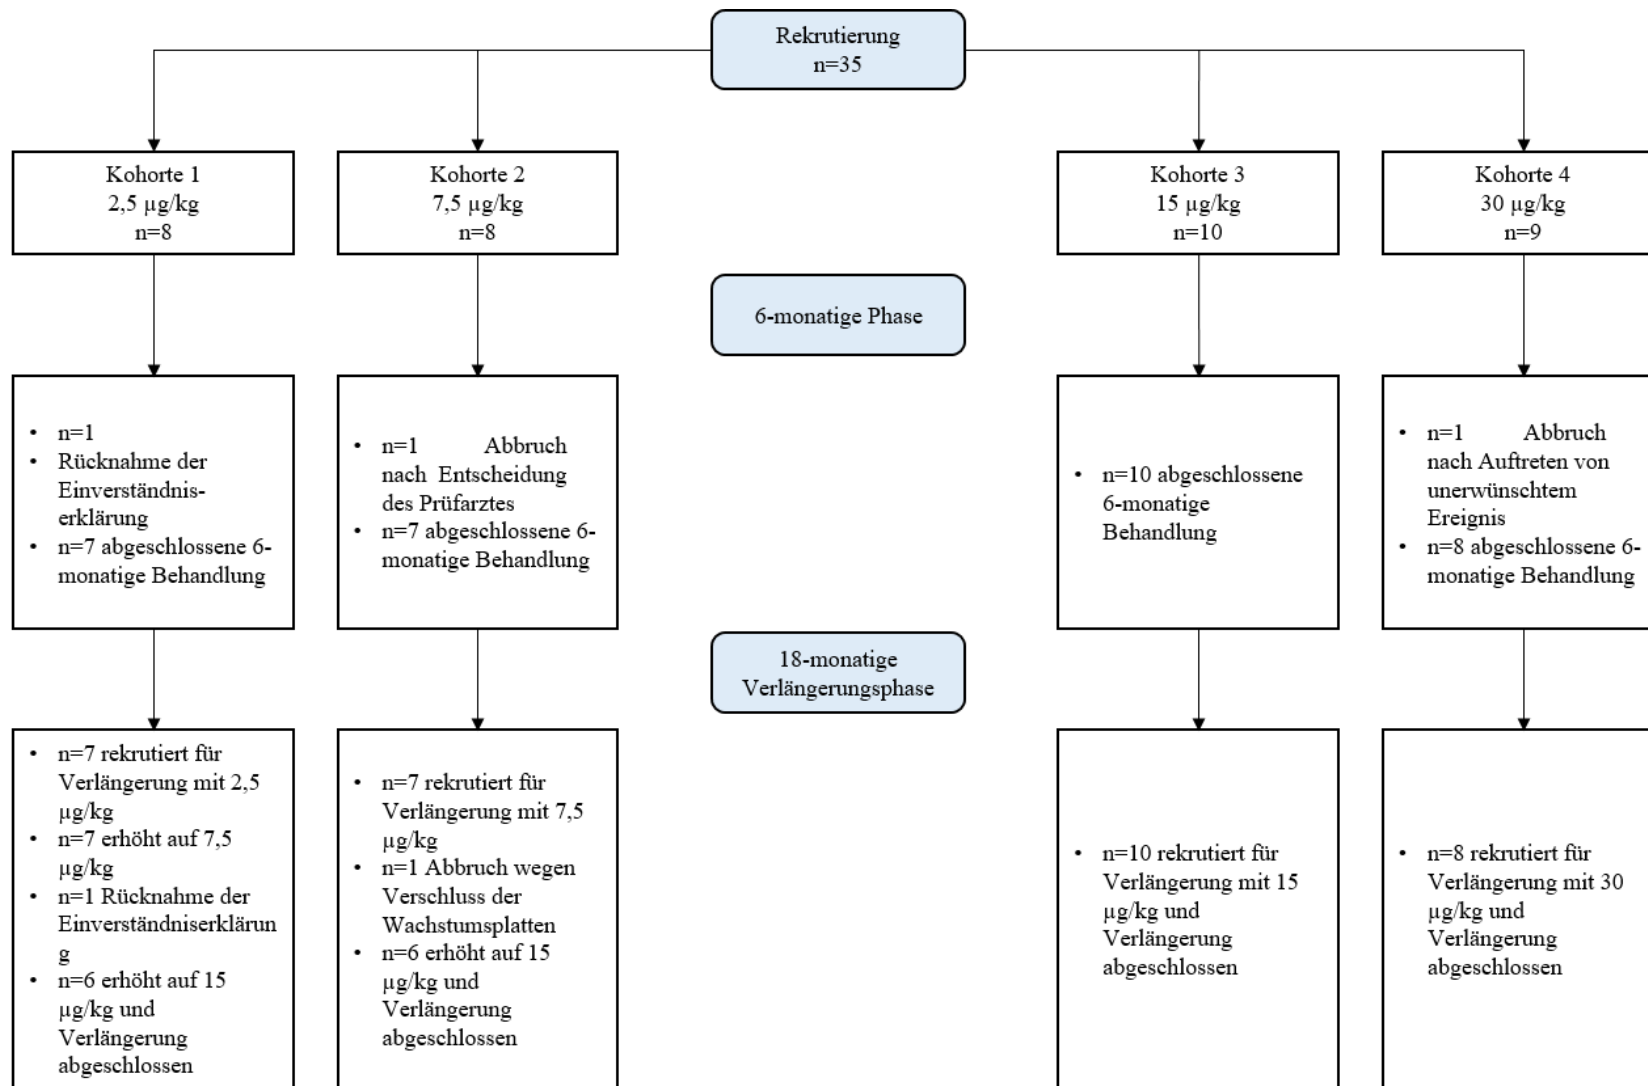 Rekrutierung
n=35
Kohorte 1
2,5 µg/kg
n=8
Kohorte 2
7,5 µg/kg
n=8
Kohorte 3
15 µg/kg
n=10
Kohorte 4
30 µg/kg
n=9
6-monatige Phase
• n=1
• Rücknahme der
Einverständnis-
erklärung
• n=7 abgeschlossene 6-
monatige Behandlung
• n=1 Abbruch
nach Entscheidung
des Prüfarztes
• n=7 abgeschlossene 6-
monatige Behandlung
• n=10 abgeschlossene
6-monatige
Behandlung
• n=1 Abbruch
nach Auftreten von
unerwünschtem
Ereignis
• n=8 abgeschlossene 6-
monatige Behandlung
18-monatige
Verlängerungsphase
• n=7 rekrutiert für
Verlängerung mit 2,5
µg/kg
• n=7 erhöht auf 7,5
µg/kg
• n=1 Rücknahme der
Einverständniserklärun
g
• n=6 erhöht auf 15
µg/kg und
Verlängerung
abgeschlossen
• n=7 rekrutiert für
Verlängerung mit 7,5
µg/kg
• n=1 Abbruch wegen
Verschluss der
Wachstumsplatten
• n=6 erhöht auf 15
µg/kg und
Verlängerung
abgeschlossen
• n=10 rekrutiert für
Verlängerung mit 15
µg/kg und
Verlängerung
abgeschlossen
• n=8 rekrutiert für
Verlängerung mit 30
µg/kg und
Verlängerung
abgeschlossen